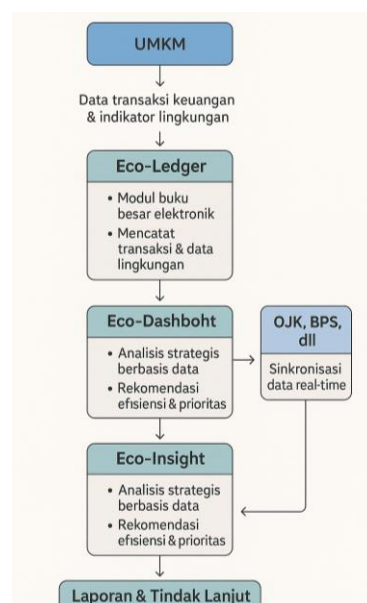 UMKM
Data transaksi keuangan
& indikator lingkungan
Eco-Ledger
• Modul buku
besar elektronik
• Mencatat
transaksi & data
lingkungan
Eco-Dashboht
• Analisis strategis
berbasis data
• Rekomendasi
efisiensi & prioritas
OJK, BPS,
dll
Sinkronisasi
data real-time
Eco-Insight
• Analisis strategis
berbasis data
• Rekomendasi
efisiensi & prioritas
Laporan & Tindak Lanjut